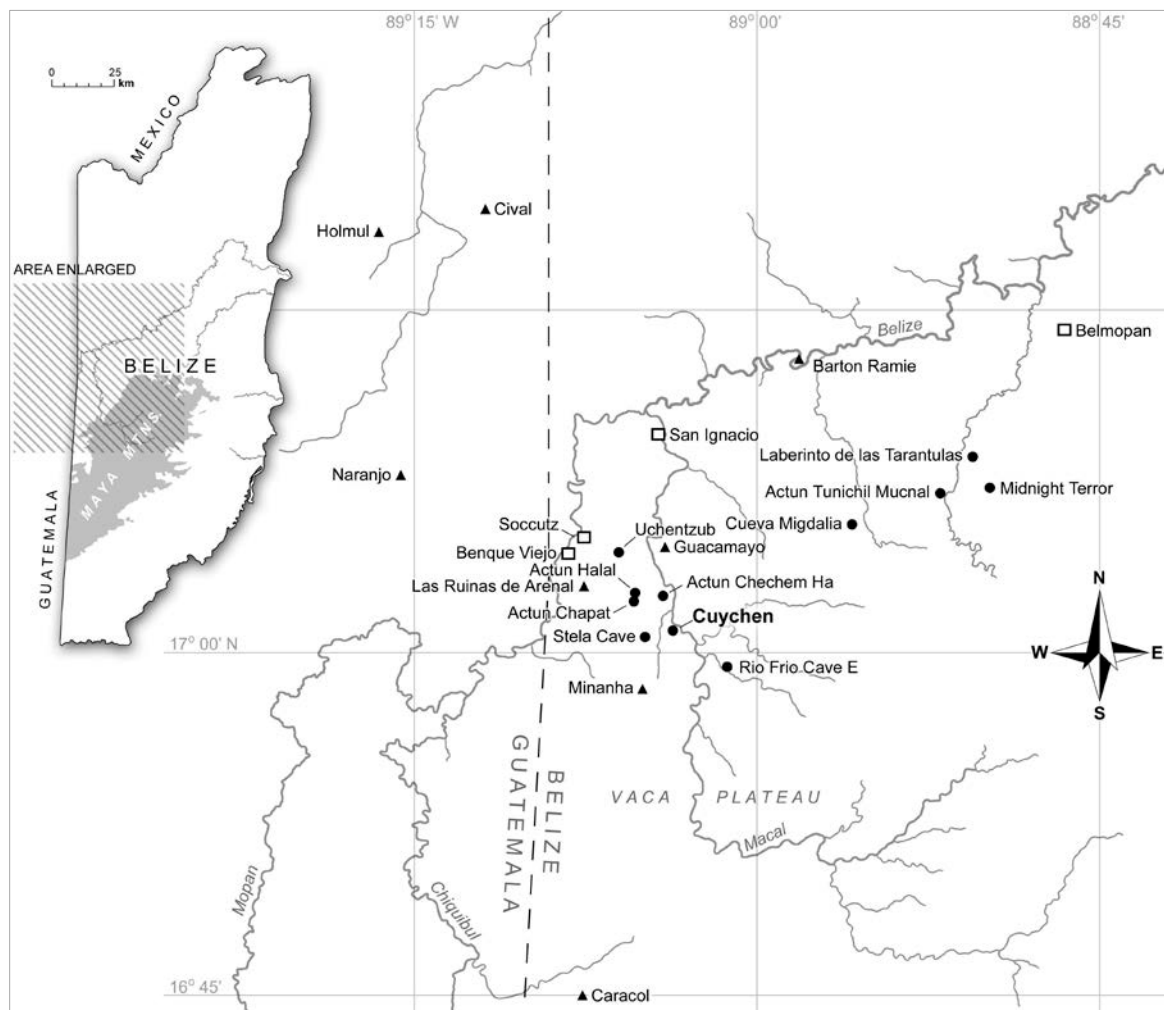 89° 15' W
89° 00'
88° 45'
0 25
km
MEXICO
Cival
Holmul
AREA ENLARGED
Belize
Belmopan
BELIZE
Barton Ramie
MAYA MTNS
San Ignacio
Laberinto de las Tarantulas
Naranjo
Actun Tunichil Mucnal
Midnight Terror
Soccutz
Uchentzub
Cueva Migdalia
Benque Viejo
Guacamayo
GUATEMALA
Actun Halal
Las Ruinas de Arenal
Actun Chechem Ha
Actun Chapat
Cuychen
N
Stela Cave
17° 00' N
W
E
Rio Frio Cave E
Minanha
S
GUATEMALA
BELIZE
VACA PLATEAU
Macal
Mopan
Chiquibul
16° 45'
Caracol